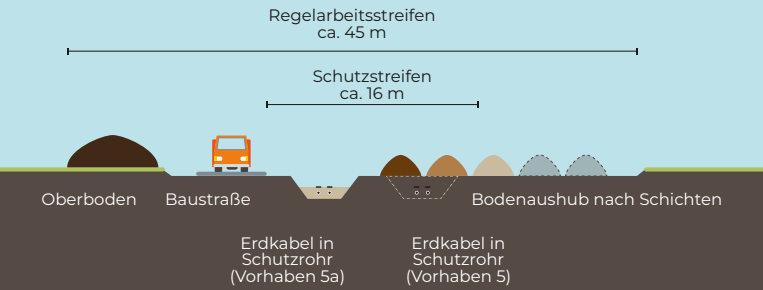 Regelarbeitsstreifen
ca. 45 m
Schutzstreifen
ca. 16 m
Oberboden
Baustraße
Bodenaushub nach Schichten
Erdkabel in
Schutzrohr
(Vorhaben 5a)
Erdkabel in
Schutzrohr
(Vorhaben 5)